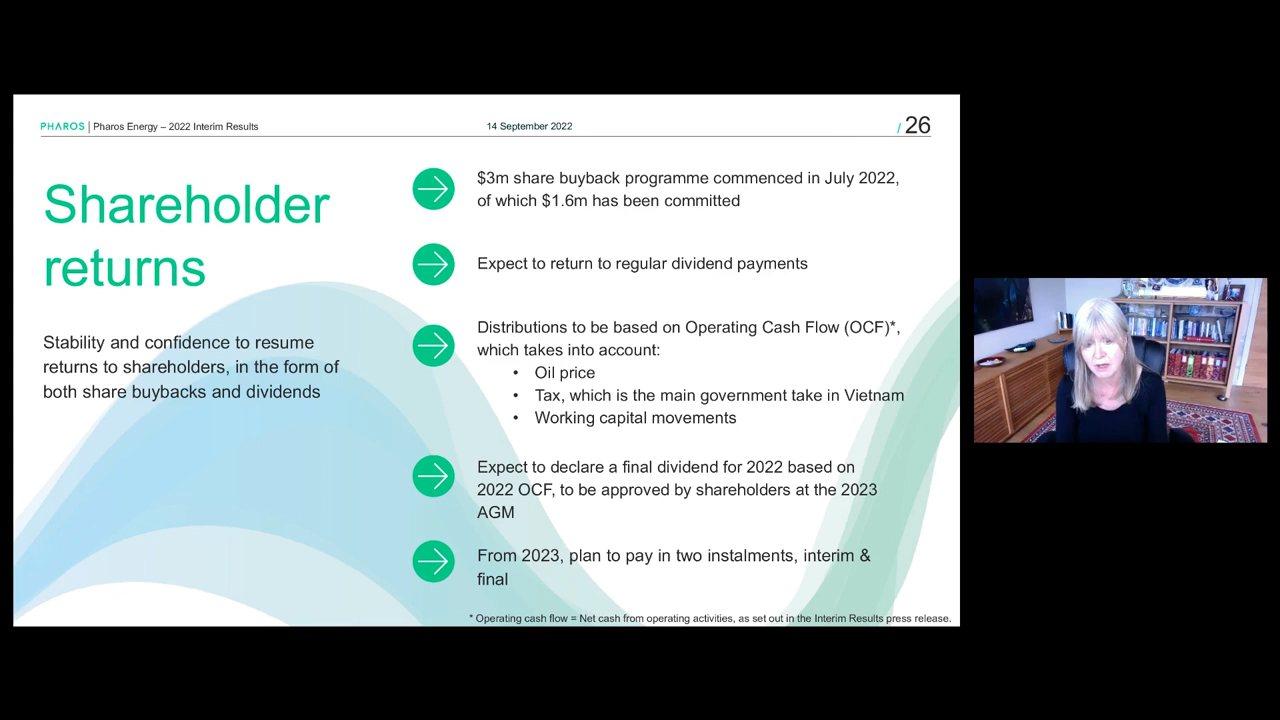 PHAROS | Pharos Energy – 2022 Interim Results
14 September 2022
/ 26
Shareholder
returns
Stability and confidence to resume
returns to shareholders, in the form of
both share buybacks and dividends
$3m share buyback programme commenced in July 2022,
of which $1.6m has been committed
Expect to return to regular dividend payments
Distributions to be based on Operating Cash Flow (OCF)*,
which takes into account:
• Oil price
• Tax, which is the main government take in Vietnam
• Working capital movements
Expect to declare a final dividend for 2022 based on
2022 OCF, to be approved by shareholders at the 2023
AGM
From 2023, plan to pay in two instalments, interim &
final
* Operating cash flow = Net cash from operating activities, as set out in the Interim Results press release.